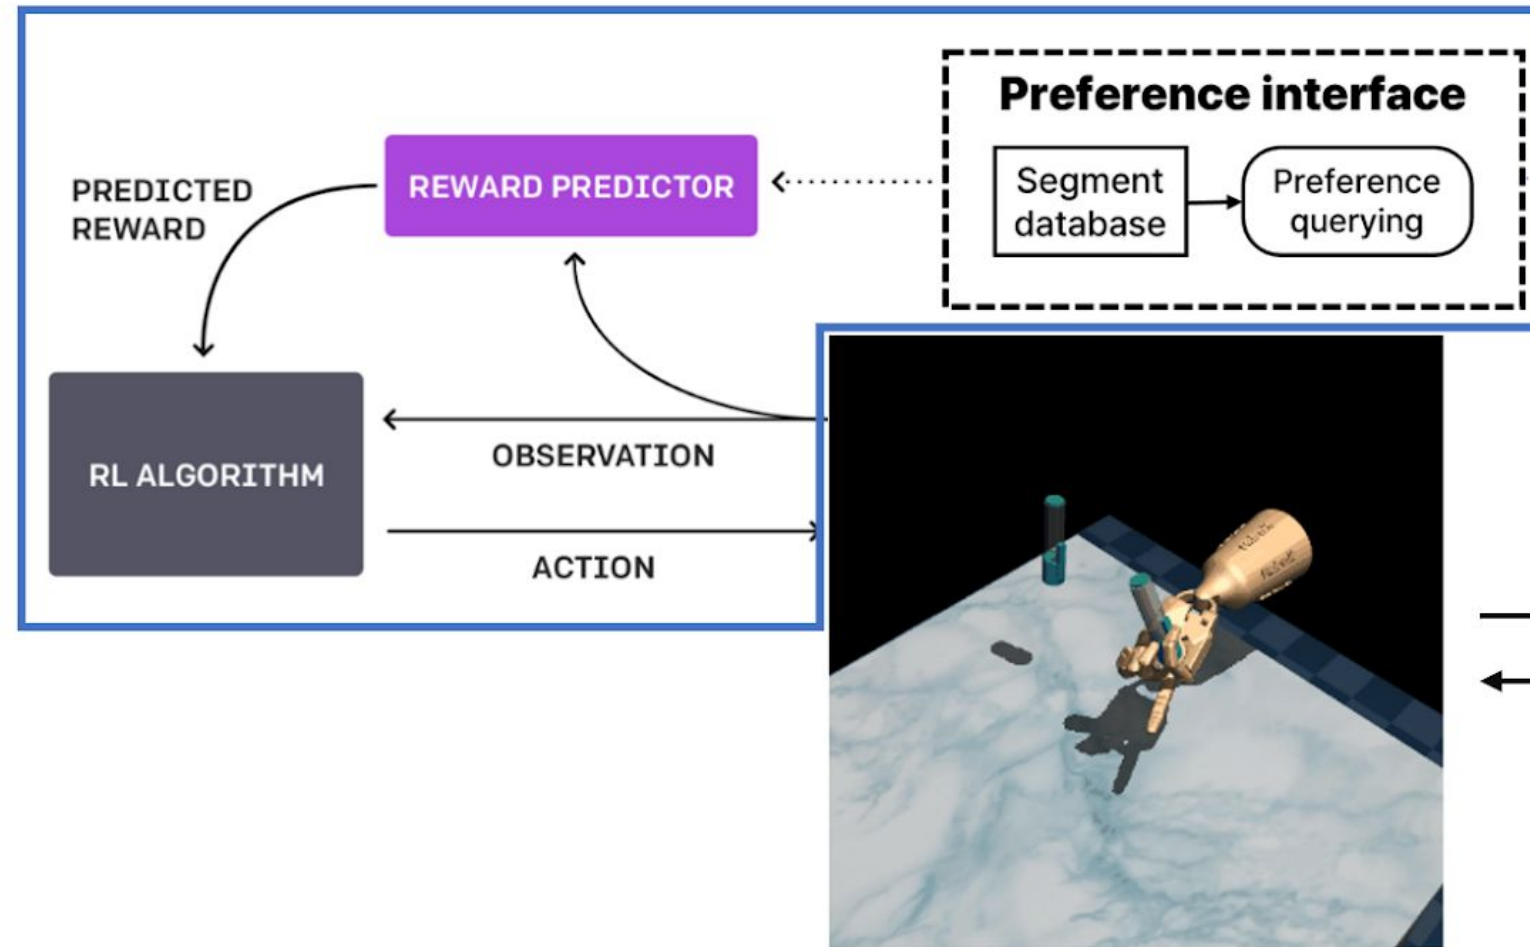 Preference interface
Segment
database
Preference
querying
REWARD PREDICTOR
PREDICTED
REWARD
RL ALGORITHM
OBSERVATION
ACTION